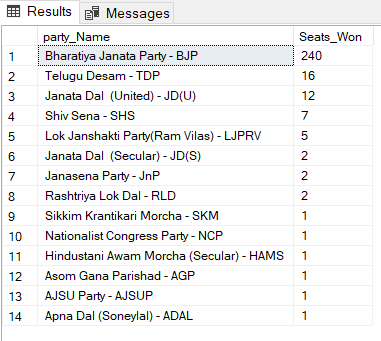 Results Messages
party_Name Seats_Won
1 Bharatiya Janata Party - BJP 240
2 Telugu Desam - TDP 16
3 Janata Dal  (United) - JD(U) 12
4 Shiv Sena - SHS 7
5 Lok Janshakti Party(Ram Vilas) - LJPRV 5
6 Janata Dal  (Secular) - JD(S) 2
7 Janasena Party - JnP 2
8 Rashtriya Lok Dal - RLD 2
9 Sikkim Krantikari Morcha - SKM 1
10 Nationalist Congress Party - NCP 1
11 Hindustani Awam Morcha (Secular) - HAMS 1
12 Asom Gana Parishad - AGP 1
13 AJSU Party - AJSUP 1
14 Apna Dal (Soneylal) - ADAL 1